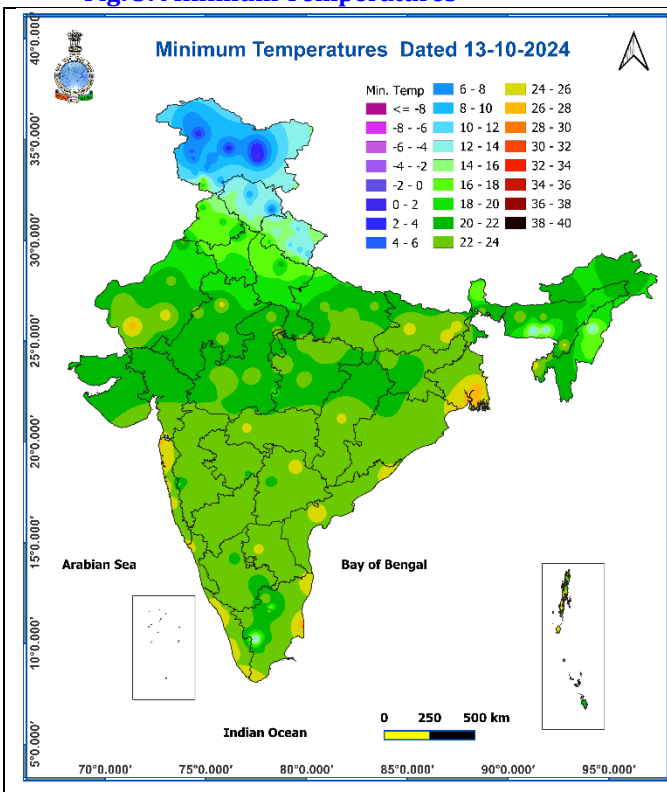 Minimum Temperatures Dated 13-10-2024
Min. Temp
<= -8
-8 - -6
-6 - -4
-4 - -2
-2 - 0
0 - 2
2 - 4
4 - 6
6 - 8
8 - 10
10 - 12
12 - 14
14 - 16
16 - 18
18 - 20
20 - 22
22 - 24
24 - 26
26 - 28
28 - 30
30 - 32
32 - 34
34 - 36
36 - 38
38 - 40
40°0.000'
35°0.000'
30°0.000'
25°0.000'
20°0.000'
15°0.000'
10°0.000'
5°0.000'
Arabian Sea
Bay of Bengal
Indian Ocean
0 250 500 km
70°0.000' 75°0.000' 80°0.000' 85°0.000' 90°0.000' 95°0.000'